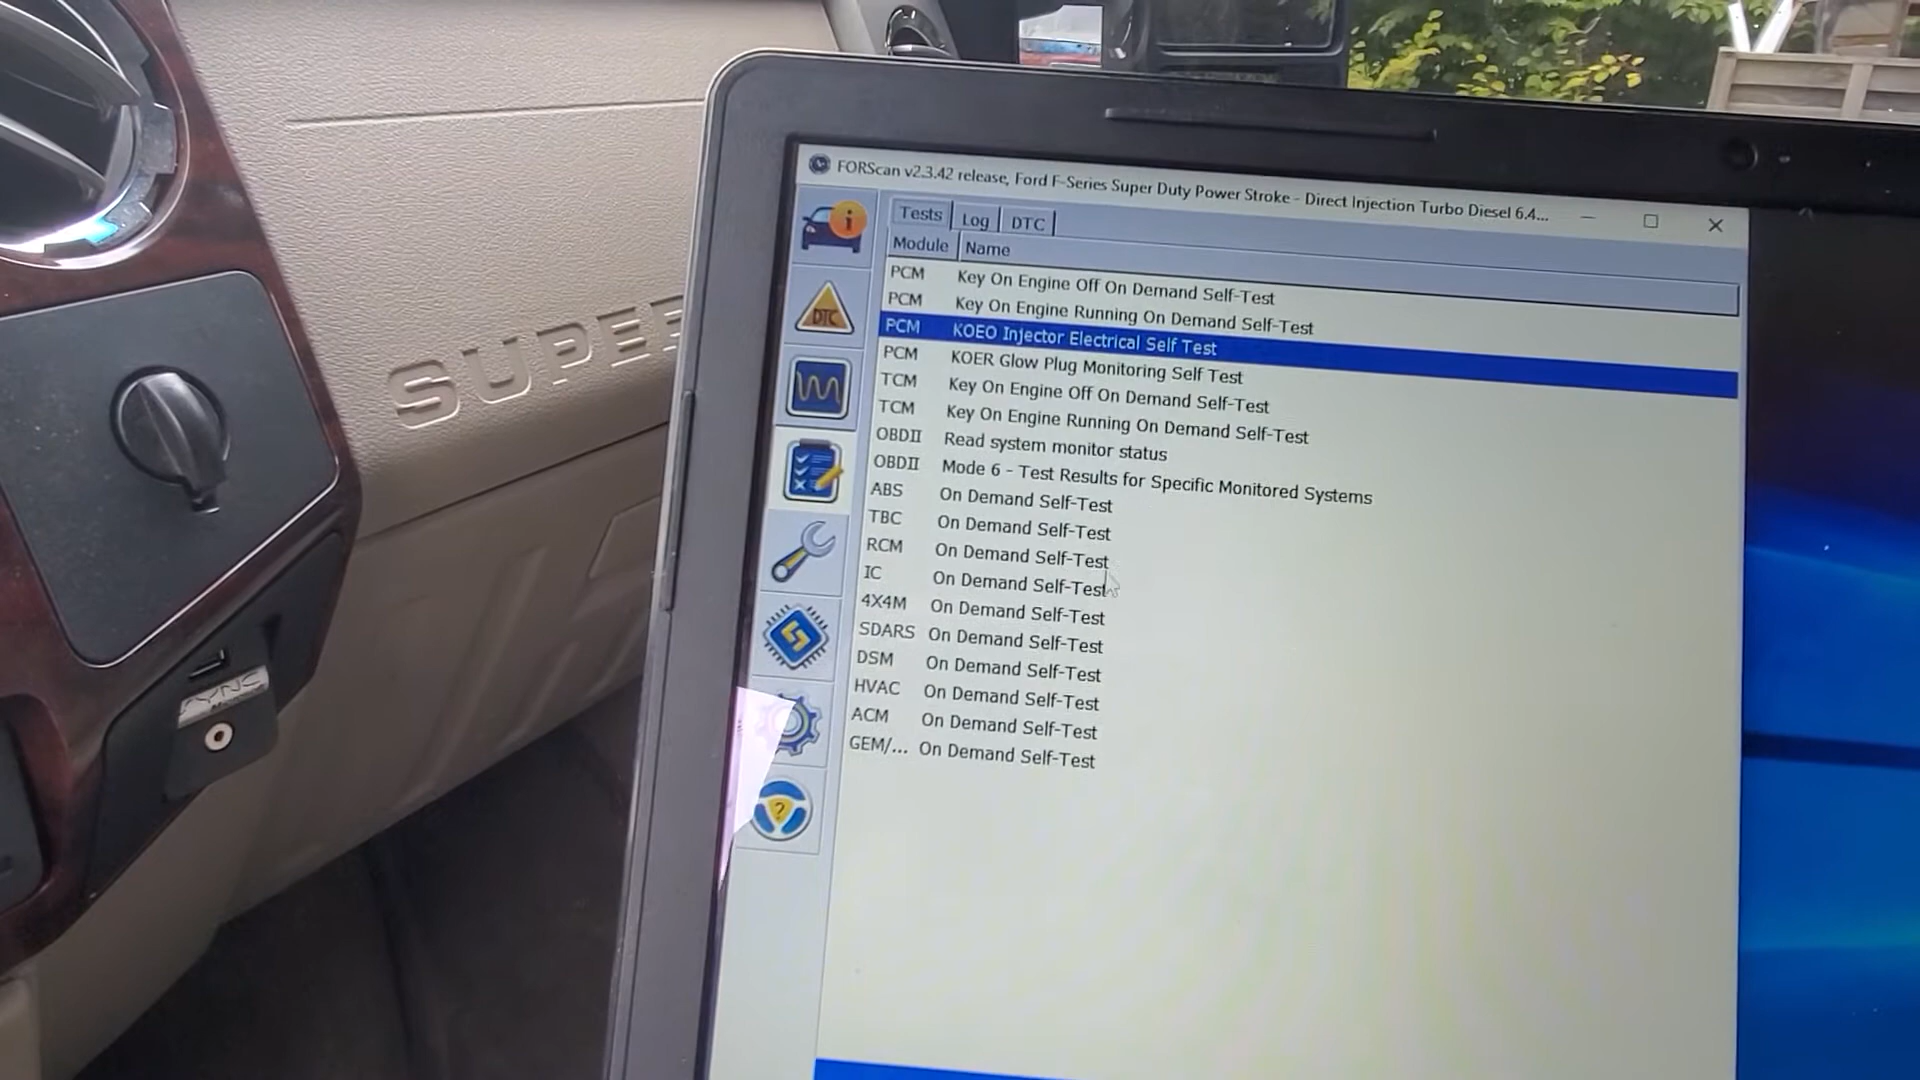 FORScan v2.3.42 release, Ford F-Series Super Duty Power Stroke - Direct Injection Turbo Diesel 6.4...
Tests Log DTC
Module Name
PCM Key On Engine Off On Demand Self-Test
PCM Key On Engine Running On Demand Self-Test
PCM KOEO Injector Electrical Self Test
PCM KOER Glow Plug Monitoring Self Test
TCM Key On Engine Off On Demand Self-Test
TCM Key On Engine Running On Demand Self-Test
OBDII Read system monitor status
OBDII Mode 6 - Test Results for Specific Monitored Systems
ABS On Demand Self-Test
TBC On Demand Self-Test
RCM On Demand Self-Test
IC On Demand Self-Test
4X4M On Demand Self-Test
SDARS On Demand Self-Test
DSM On Demand Self-Test
HVAC On Demand Self-Test
ACM On Demand Self-Test
GEM/... On Demand Self-Test
DTC
?
SUPER
SYNC